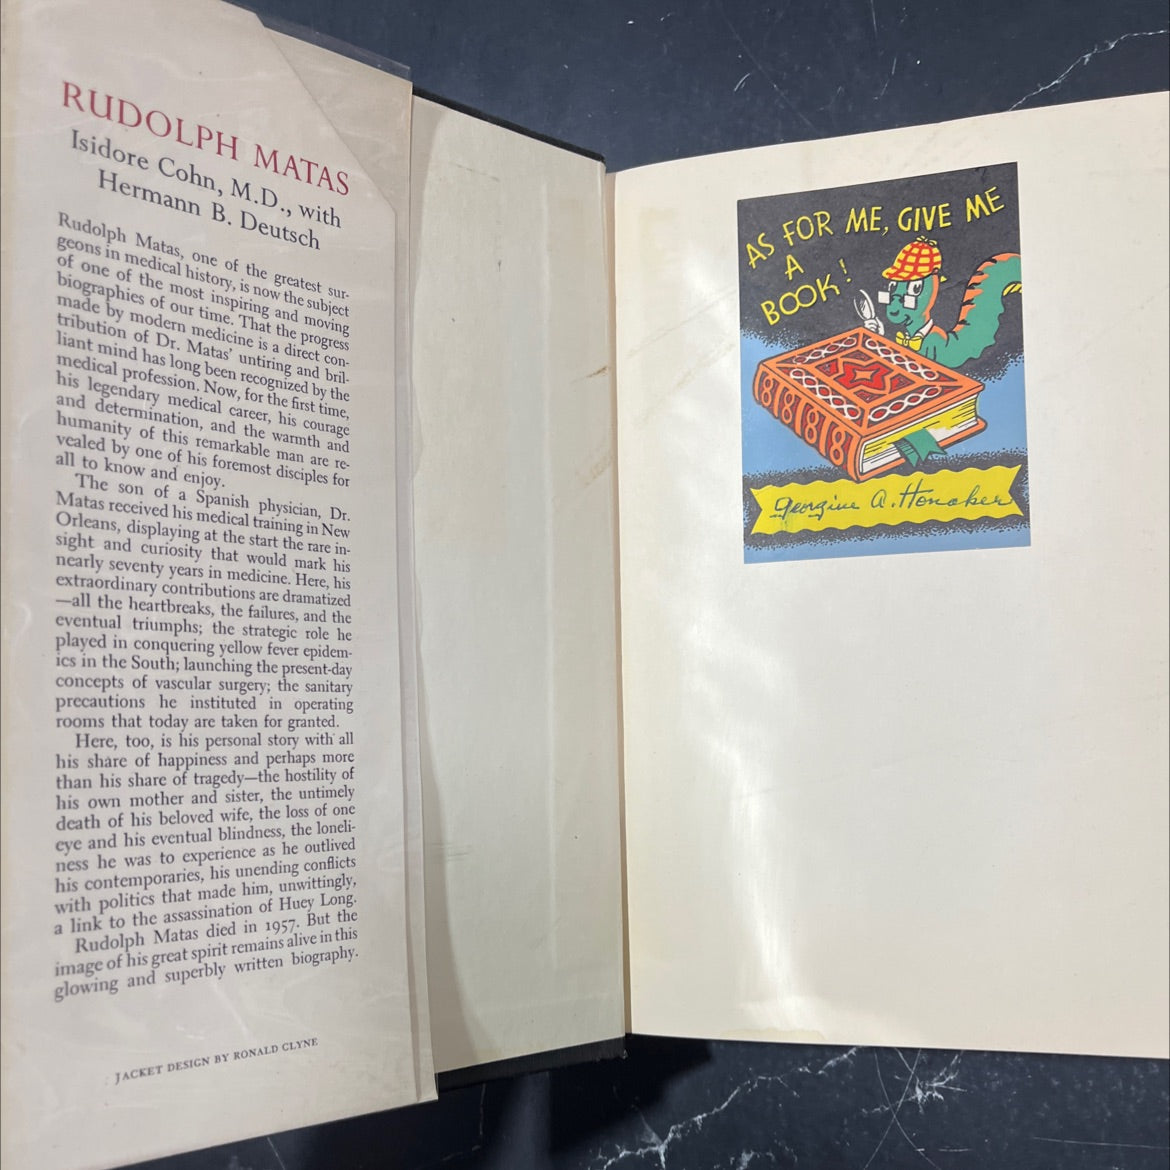 RUDOLPH MATAS
Isidore Cohn, M.D., with
Hermann B. Deutsch
Rudolph Matas, one of the greatest sur-
geons in medical history, is now the subject
of one of the most inspiring and moving
biographies of our time. That the progress
made by modern medicine is a direct con-
tribution of Dr. Matas' untiring and bril-
liant mind has long been recognized by the
medical profession. Now, for the first time,
his legendary medical career, his courage
and determination, and the warmth and
humanity of this remarkable man are re-
vealed by one of his foremost disciples for
all to know and enjoy.
The son of a Spanish physician, Dr.
Matas received his medical training in New
Orleans, displaying at the start the rare in-
sight and curiosity that would mark his
nearly seventy years in medicine. Here, his
extraordinary contributions are dramatized
—all the heartbreaks, the failures, and the
eventual triumphs; the strategic role he
played in conquering yellow fever epidem-
ics in the South; launching the present-day
concepts of vascular surgery; the sanitary
precautions he instituted in operating
rooms that today are taken for granted.
Here, too, is his personal story with all
his share of happiness and perhaps more
than his share of tragedy—the hostility of
his own mother and sister, the untimely
death of his beloved wife, the loss of one
eye and his eventual blindness, the loneli-
ness he was to experience as he outlived
his contemporaries, his unending conflicts
with politics that made him, unwittingly,
a link to the assassination of Huey Long.
Rudolph Matas died in 1957. But the
image of his great spirit remains alive in this
glowing and superbly written biography.
JACKET DESIGN BY RONALD CLYNE
AS FOR ME, GIVE ME
A
BOOK!
Georgine A. Honaker